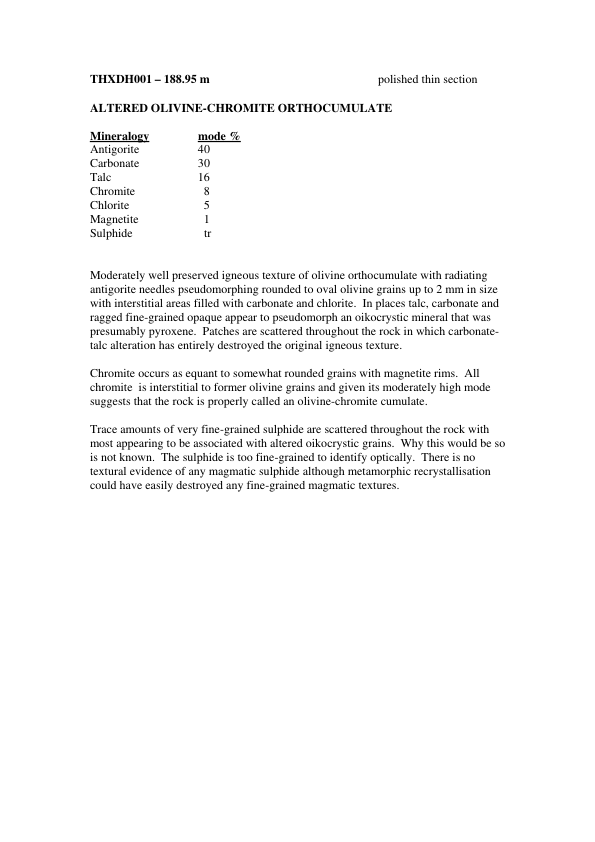 THXDH001 – 188.95 m polished thin section
ALTERED OLIVINE-CHROMITE ORTHOCUMULATE
Mineralogy mode %
Antigorite 40
Carbonate 30
Talc 16
Chromite 8
Chlorite 5
Magnetite 1
Sulphide tr
Moderately well preserved igneous texture of olivine orthocumulate with radiating
antigorite needles pseudomorphing rounded to oval olivine grains up to 2 mm in size
with interstitial areas filled with carbonate and chlorite.  In places talc, carbonate and
ragged fine-grained opaque appear to pseudomorph an oikocrystic mineral that was
presumably pyroxene.  Patches are scattered throughout the rock in which carbonate-
talc alteration has entirely destroyed the original igneous texture.
Chromite occurs as equant to somewhat rounded grains with magnetite rims.  All
chromite  is interstitial to former olivine grains and given its moderately high mode
suggests that the rock is properly called an olivine-chromite cumulate.
Trace amounts of very fine-grained sulphide are scattered throughout the rock with
most appearing to be associated with altered oikocrystic grains.  Why this would be so
is not known.  The sulphide is too fine-grained to identify optically.  There is no
textural evidence of any magmatic sulphide although metamorphic recrystallisation
could have easily destroyed any fine-grained magmatic textures.